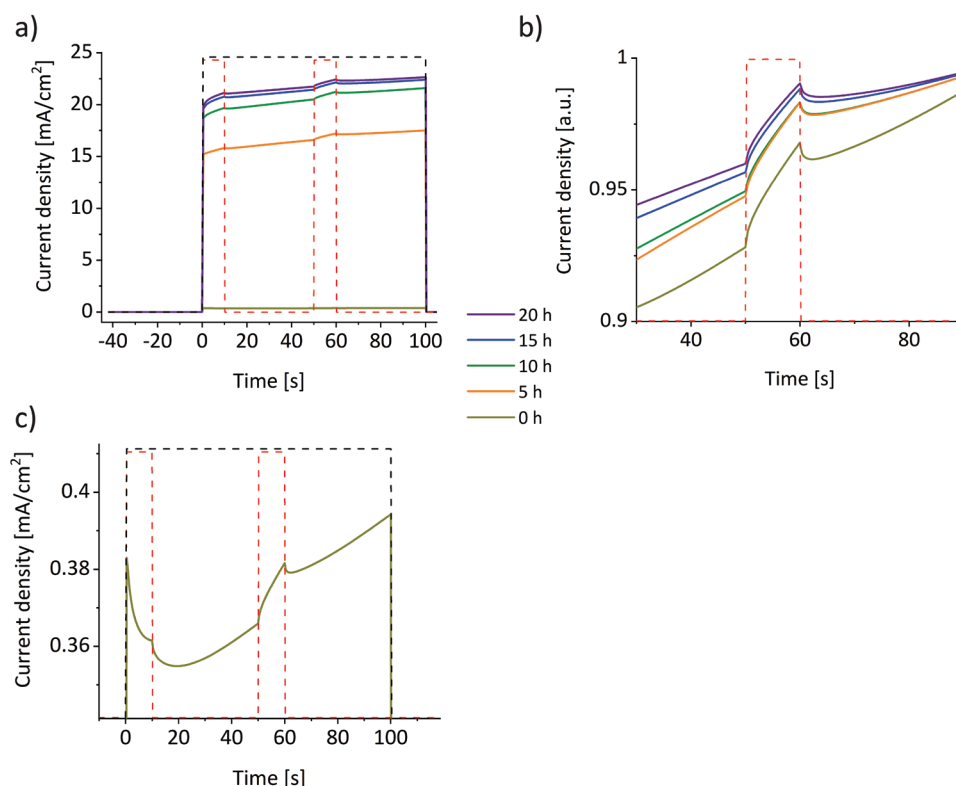 a)
Current density [mA/cm2]
25
20
15
10
5
0
-40 -20 0 20 40 60 80 100
Time [s]
b)
Current density [a.u.]
1
0.95
0.9
40 60 80
Time [s]
20 h
15 h
10 h
5 h
0 h
c)
Current density [mA/cm2]
0.4
0.38
0.36
0 20 40 60 80 100
Time [s]